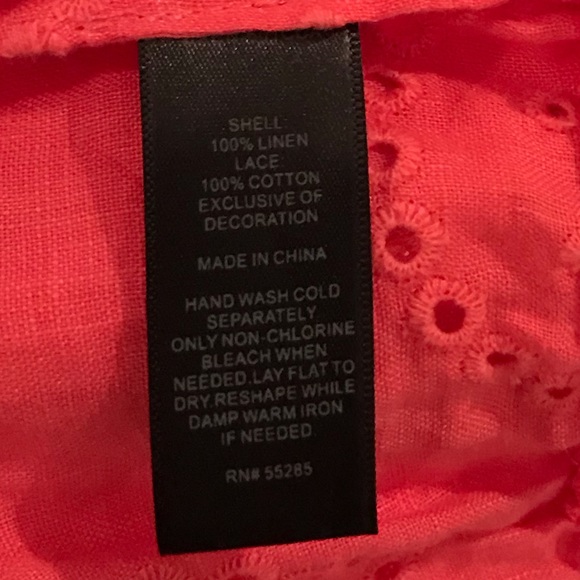 SHELL
100% LINEN
LACE
100% COTTON
EXCLUSIVE OF
DECORATION
MADE IN CHINA
HAND WASH COLD
SEPARATELY
ONLY NON-CHLORINE
BLEACH WHEN
NEEDED.LAY FLAT TO
DRY.RESHAPE WHILE
DAMP WARM IRON
IF NEEDED
RN# 55285